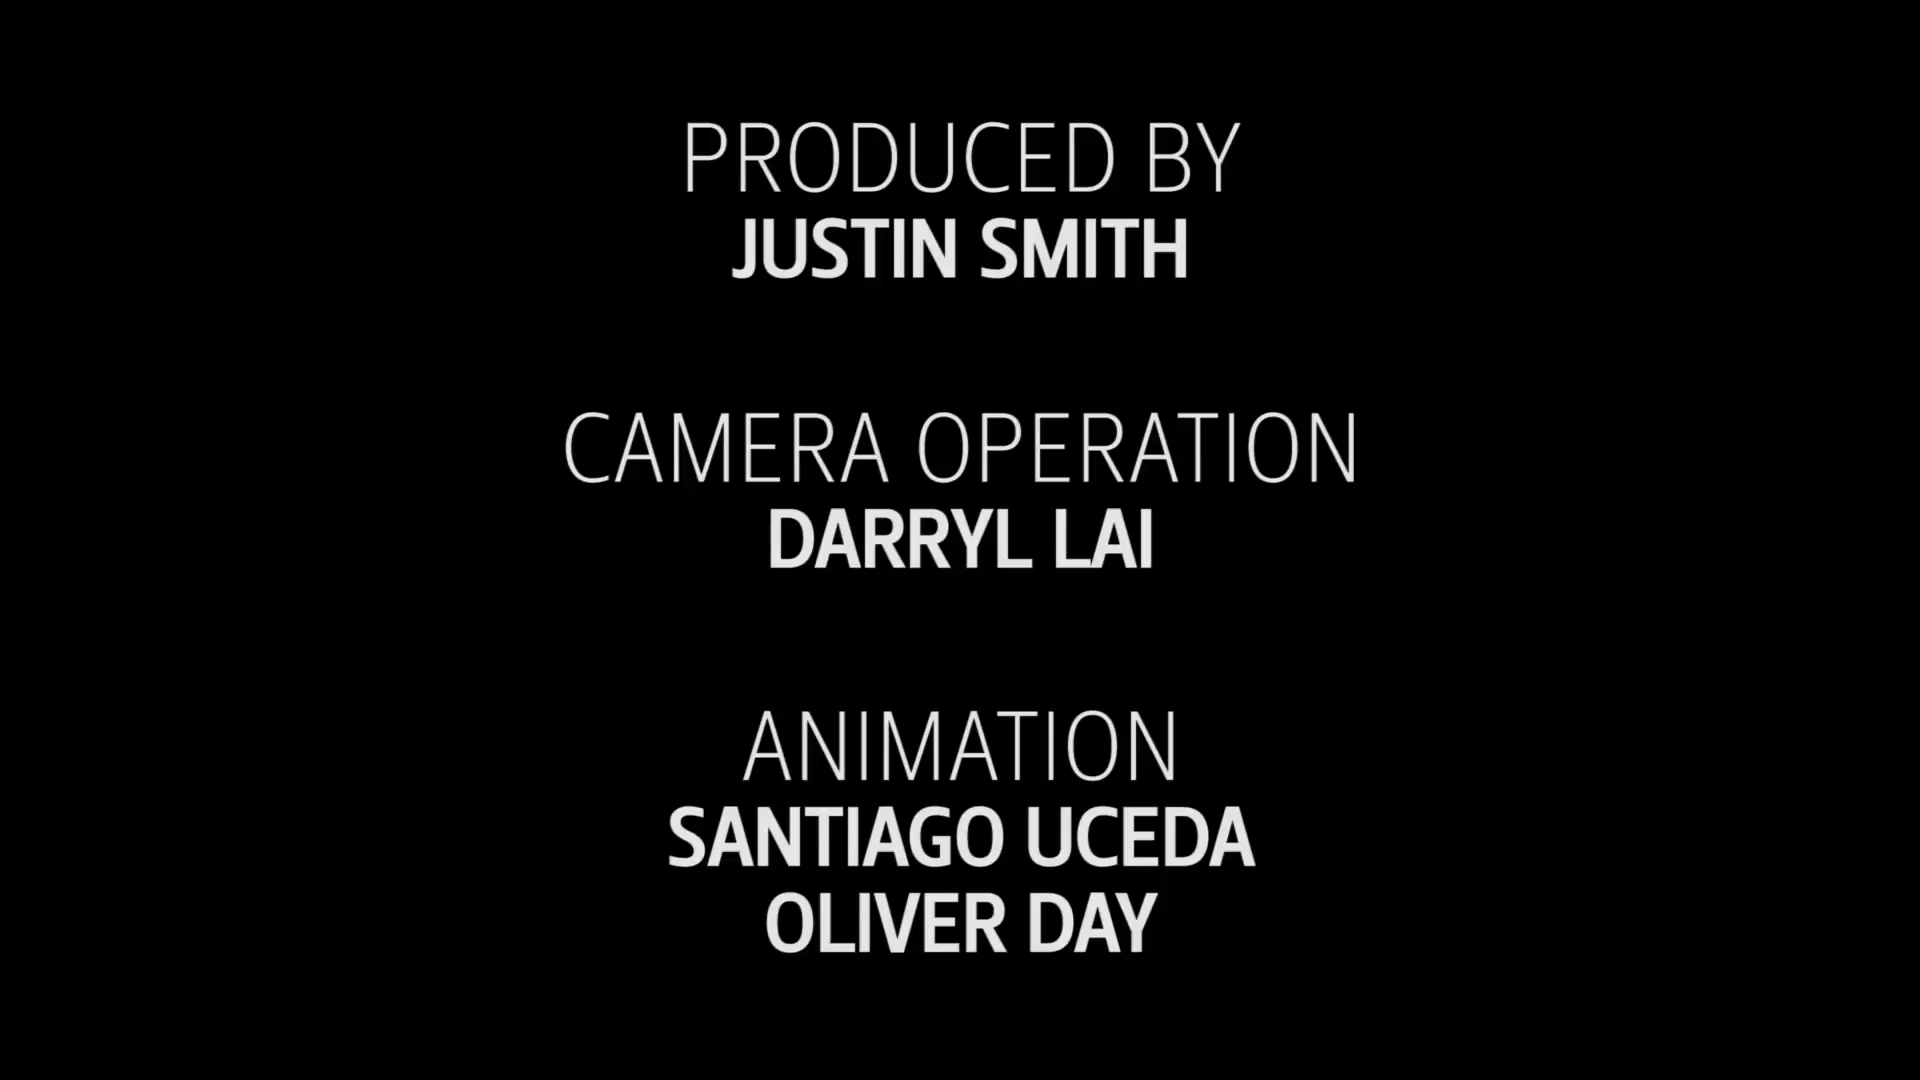 PRODUCED BY
JUSTIN SMITH
CAMERA OPERATION
DARRYL LAI
ANIMATION
SANTIAGO UCEDA
OLIVER DAY